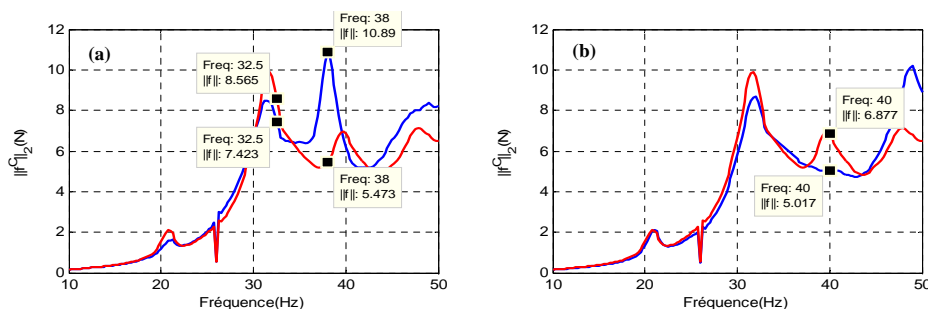 (a)
Freq: 38
||f||: 10.89
Freq: 32.5
||f||: 8.565
Freq: 32.5
||f||: 7.423
Freq: 38
||f||: 5.473
12
10
8
6
4
2
0
10
20
30
40
50
||f^C||_2(N)
Fréquence(Hz)
(b)
Freq: 40
||f||: 6.877
Freq: 40
||f||: 5.017
12
10
8
6
4
2
0
10
20
30
40
50
||f^C||_2(N)
Fréquence(Hz)